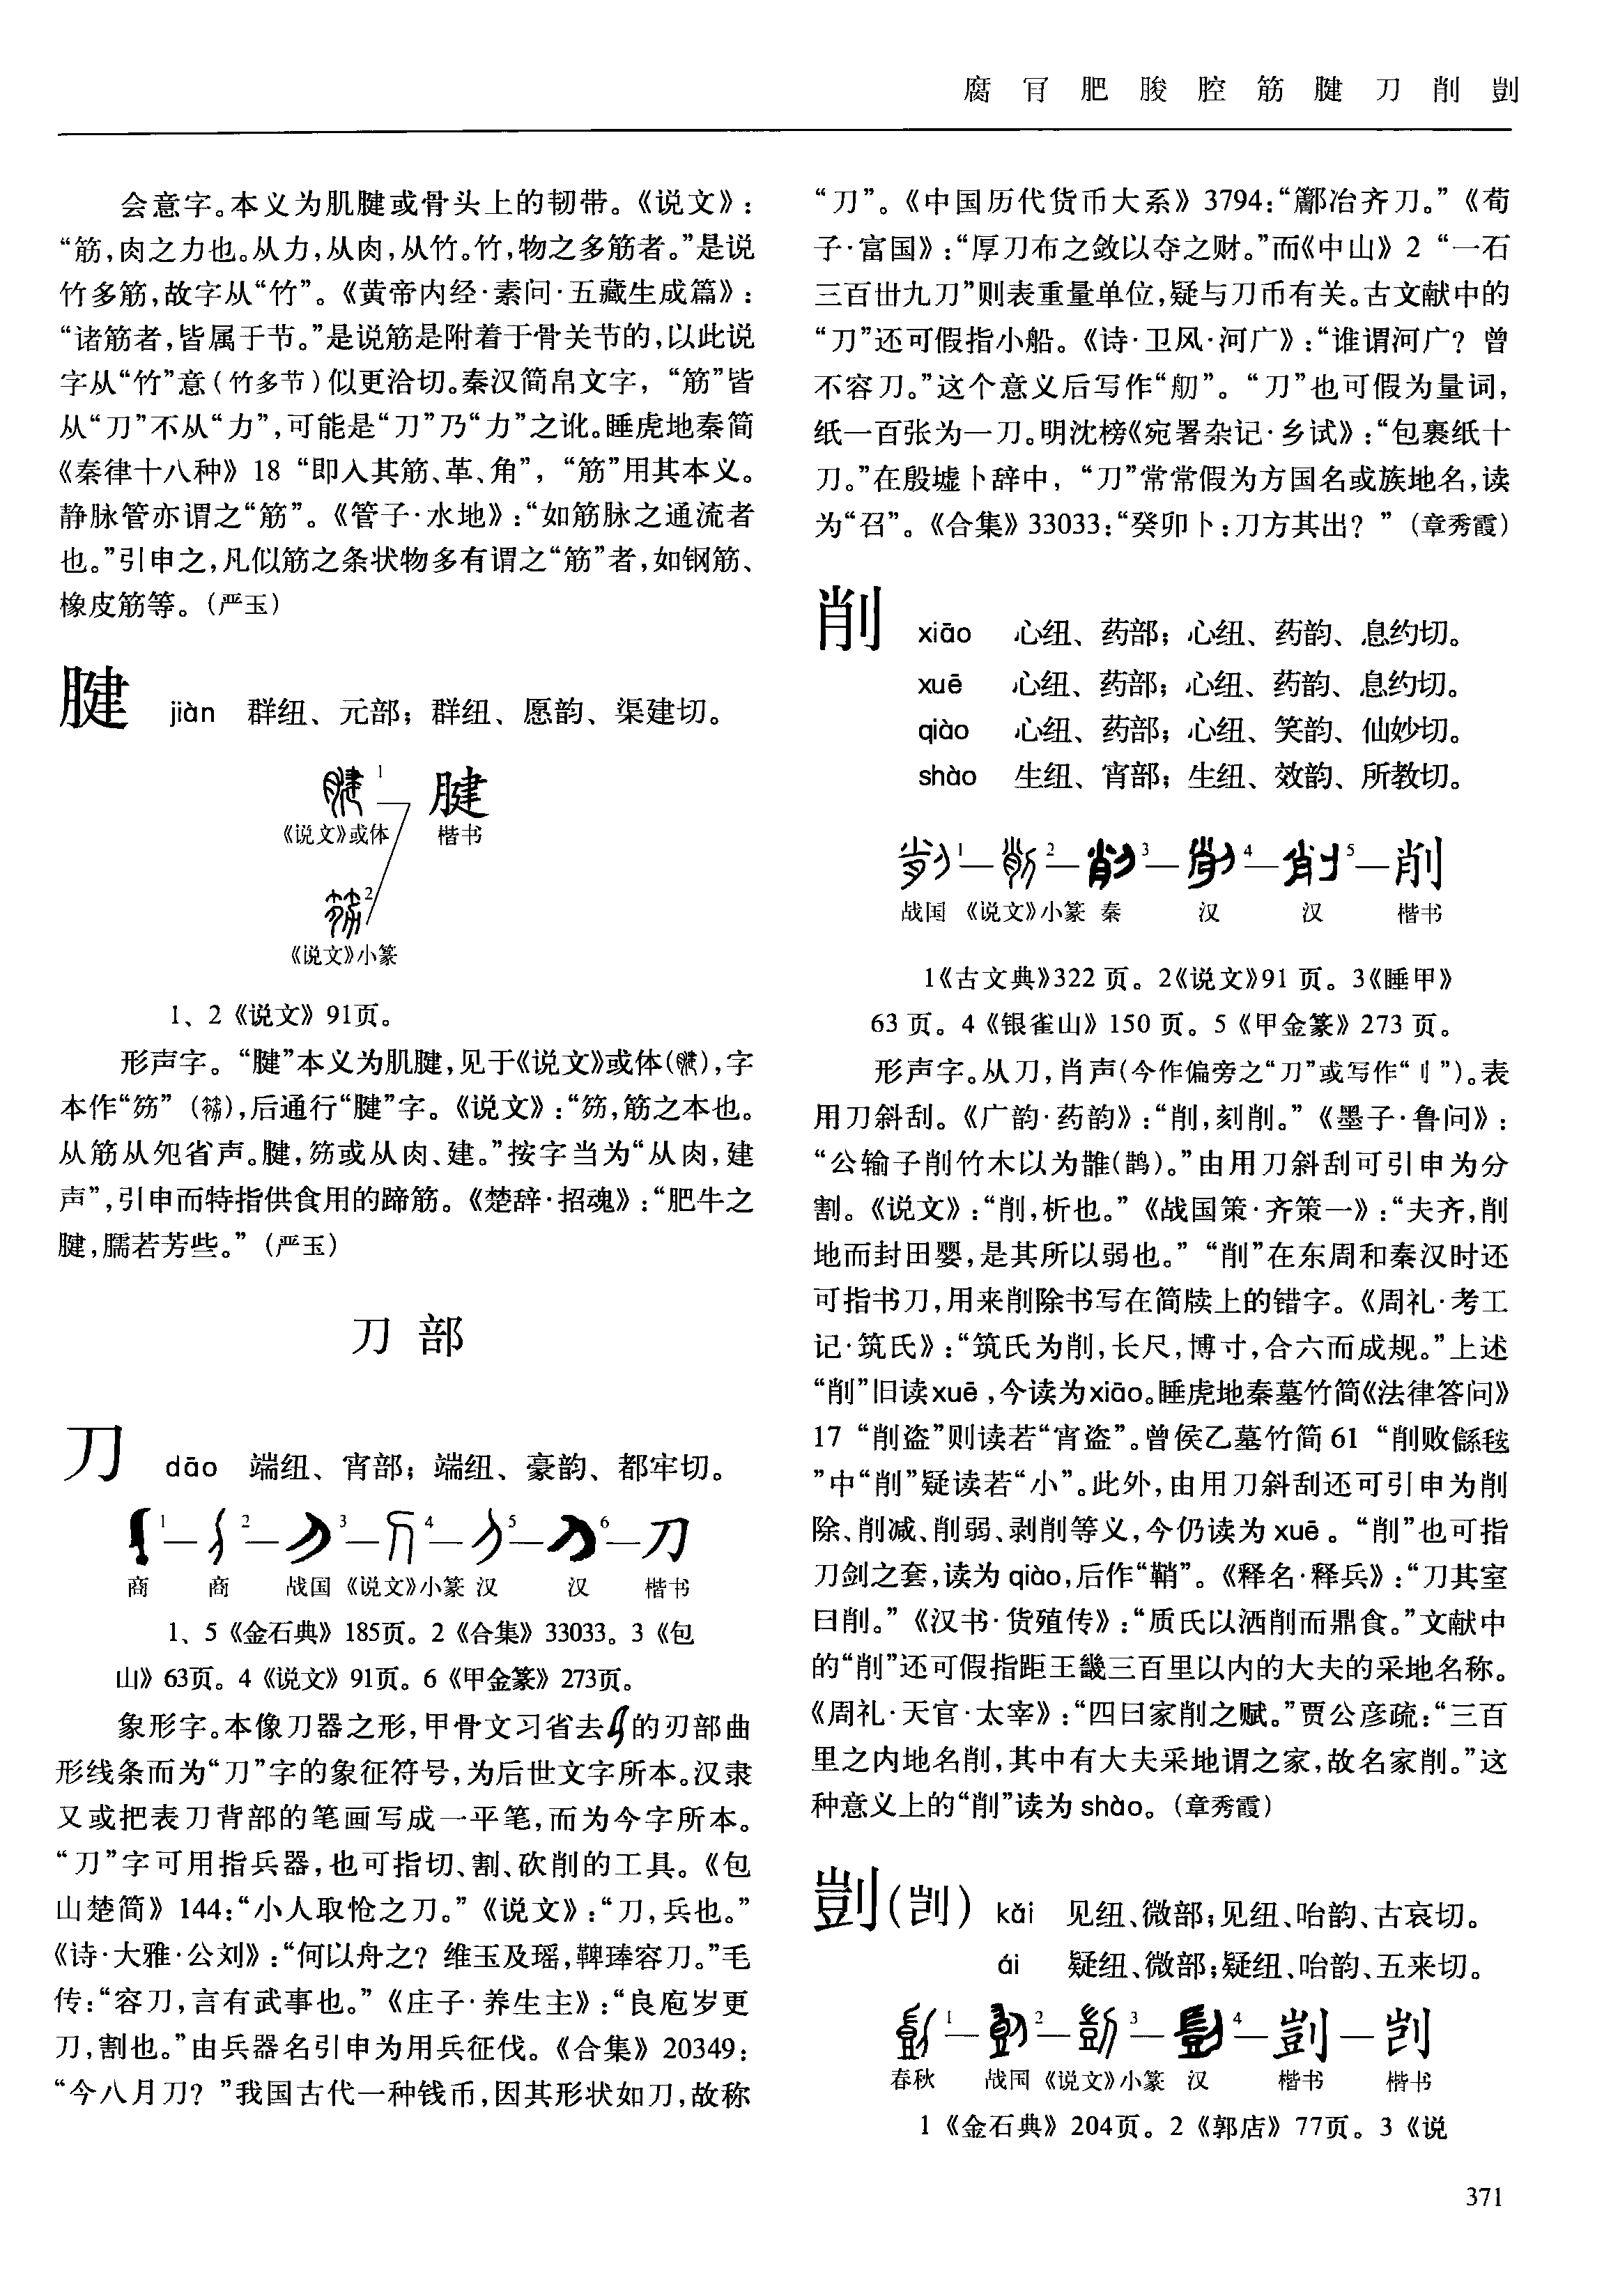 腐 肎 肥 朘 腔 筋 腱 刀 削 剴
会意字。本义为肌腱或骨头上的韧带。《说文》：
“筋，肉之力也。从力，从肉，从竹。竹，物之多筋者。”是说
竹多筋，故字从“竹”。《黄帝内经·素问·五藏生成篇》：
“诸筋者，皆属于节。”是说筋是附着于骨关节的，以此说
字从“竹”意（竹多节）似更洽切。秦汉简帛文字，“筋”皆
从“刀”不从“力”，可能是“刀”乃“力”之讹。睡虎地秦简
《秦律十八种》18“即入其筋、革、角”，“筋”用其本义。
静脉管亦谓之“筋”。《管子·水地》：“如筋脉之通流者
也。”引申之，凡似筋之条状物多有谓之“筋”者，如钢筋、
橡皮筋等。（严玉）
腱 jiàn 群纽、元部；群纽、愿韵、渠建切。
1 腱
《说文》或体 楷书
2
《说文》小篆
1、2《说文》91页。
形声字。“腱”本义为肌腱，见于《说文》或体（），字
本作“笏”（），后通行“腱”字。《说文》：“笏，筋之本也。
从筋从夗省声。腱，笏或从肉、建。”按字当为“从肉，建
声”，引申而特指供食用的蹄筋。《楚辞·招魂》：“肥牛之
腱，臑若芳些。”（严玉）
刀 部
刀 dāo 端纽、宵部；端纽、豪韵、都牢切。
1 2 3 4 5 6 刀
商 商 战国 《说文》小篆 汉 汉 楷书
1、5《金石典》185页。2《合集》33033。3《包
山》63页。4《说文》91页。6《甲金篆》273页。
象形字。本像刀器之形，甲骨文习省去的刃部曲
形线条而为“刀”字的象征符号，为后世文字所本。汉隶
又或把表刀背部的笔画写成一平笔，而为今字所本。
“刀”字可用指兵器，也可指切、割、砍削的工具。《包
山楚简》144：“小人取怆之刀。”《说文》：“刀，兵也。”
《诗·大雅·公刘》：“何以舟之？维玉及瑶，鞞琫容刀。”毛
传：“容刀，言有武事也。”《庄子·养生主》：“良庖岁更
刀，割也。”由兵器名引申为用兵征伐。《合集》20349：
“今八月刀？”我国古代一种钱币，因其形状如刀，故称
“刀”。《中国历代货币大系》3794：“酂冶齐刀。”《荀
子·富国》：“厚刀布之敛以夺之财。”而《中山》2“一石
三百卌九刀”则表重量单位，疑与刀币有关。古文献中的
“刀”还可假指小船。《诗·卫风·河广》：“谁谓河广？曾
不容刀。”这个意义后写作“舠”。“刀”也可假为量词，
纸一百张为一刀。明沈榜《宛署杂记·乡试》：“包裹纸十
刀。”在殷墟卜辞中，“刀”常常假为方国名或族地名，读
为“召”。《合集》33033：“癸卯卜：刀方其出？”（章秀霞）
削 xiāo 心纽、药部；心纽、药韵、息约切。
xuē 心纽、药部；心纽、药韵、息约切。
qiào 心纽、药部；心纽、笑韵、仙妙切。
shào 生纽、宵部；生纽、效韵、所教切。
1 2 3 4 5 削
战国 《说文》小篆 秦 汉 汉 楷书
1《古文典》322页。2《说文》91页。3《睡甲》
63页。4《银雀山》150页。5《甲金篆》273页。
形声字。从刀，肖声（今作偏旁之“刀”或写作“刂”）。表
用刀斜刮。《广韵·药韵》：“削，刻削。”《墨子·鲁问》：
“公输子削竹木以为䧿（鹊）。”由用刀斜刮可引申为分
割。《说文》：“削，析也。”《战国策·齐策一》：“夫齐，削
地而封田婴，是其所以弱也。”“削”在东周和秦汉时还
可指书刀，用来削除书写在简牍上的错字。《周礼·考工
记·筑氏》：“筑氏为削，长尺，博寸，合六而成规。”上述
“削”旧读xuē，今读为xiāo。睡虎地秦墓竹简《法律答问》
17“削盗”则读若“宵盗”。曾侯乙墓竹简61“削败
”中“削”疑读若“小”。此外，由用刀斜刮还可引申为削
除、削减、削弱、剥削等义，今仍读为xuē。“削”也可指
刀剑之套，读为qiào，后作“鞘”。《释名·释兵》：“刀其室
曰削。”《汉书·货殖传》：“质氏以洒削而鼎食。”文献中
的“削”还可假指距王畿三百里以内的大夫的采地名称。
《周礼·天官·太宰》：“四曰家削之赋。”贾公彦疏：“三百
里之内地名削，其中有大夫采地谓之家，故名家削。”这
种意义上的“削”读为shào。（章秀霞）
剴（剀） kǎi 见纽、微部；见纽、咍韵、古哀切。
ái 疑纽、微部；疑纽、咍韵、五来切。
1 2 3 4 剴 剀
春秋 战国 《说文》小篆 汉 楷书 楷书
1《金石典》204页。2《郭店》77页。3《说
371